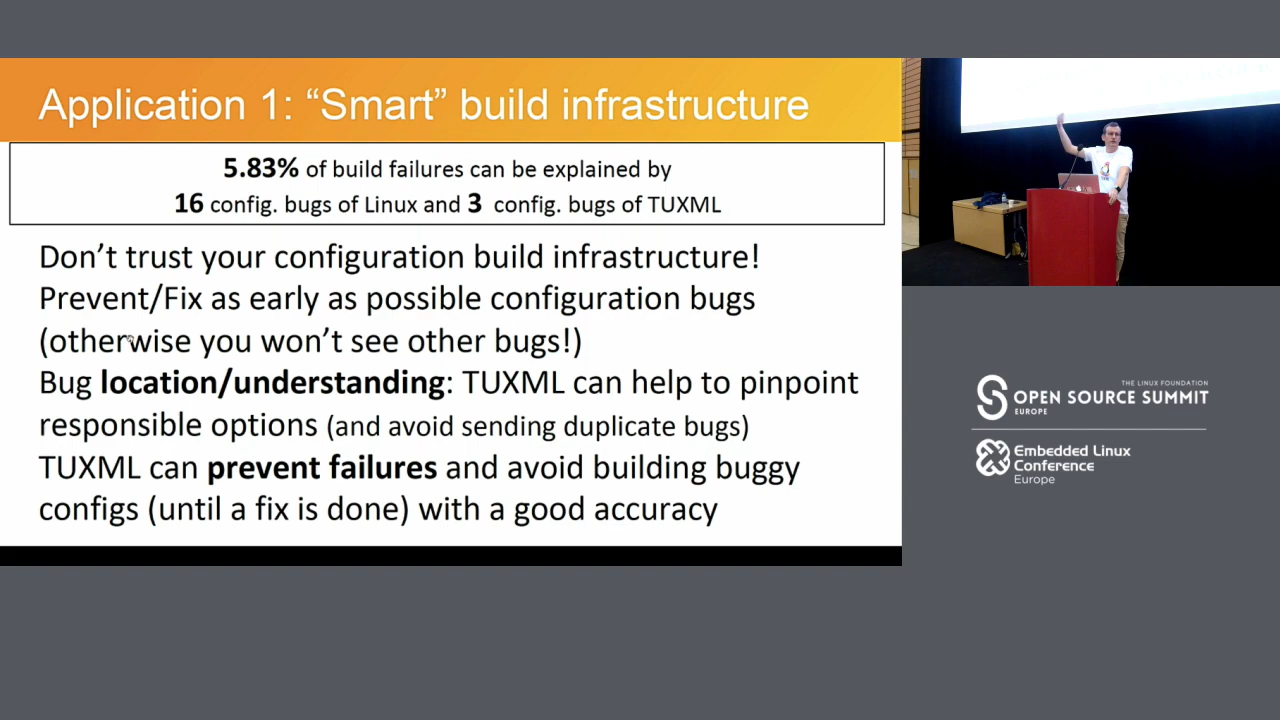 Application 1: “Smart” build infrastructure
5.83% of build failures can be explained by
16 config. bugs of Linux and 3 config. bugs of TUXML
Don’t trust your configuration build infrastructure!
Prevent/Fix as early as possible configuration bugs
(otherwise you won’t see other bugs!)
Bug location/understanding: TUXML can help to pinpoint
responsible options (and avoid sending duplicate bugs)
TUXML can prevent failures and avoid building buggy
configs (until a fix is done) with a good accuracy
THE LINUX FOUNDATION
OPEN SOURCE SUMMIT
EUROPE
Embedded Linux
Conference
Europe